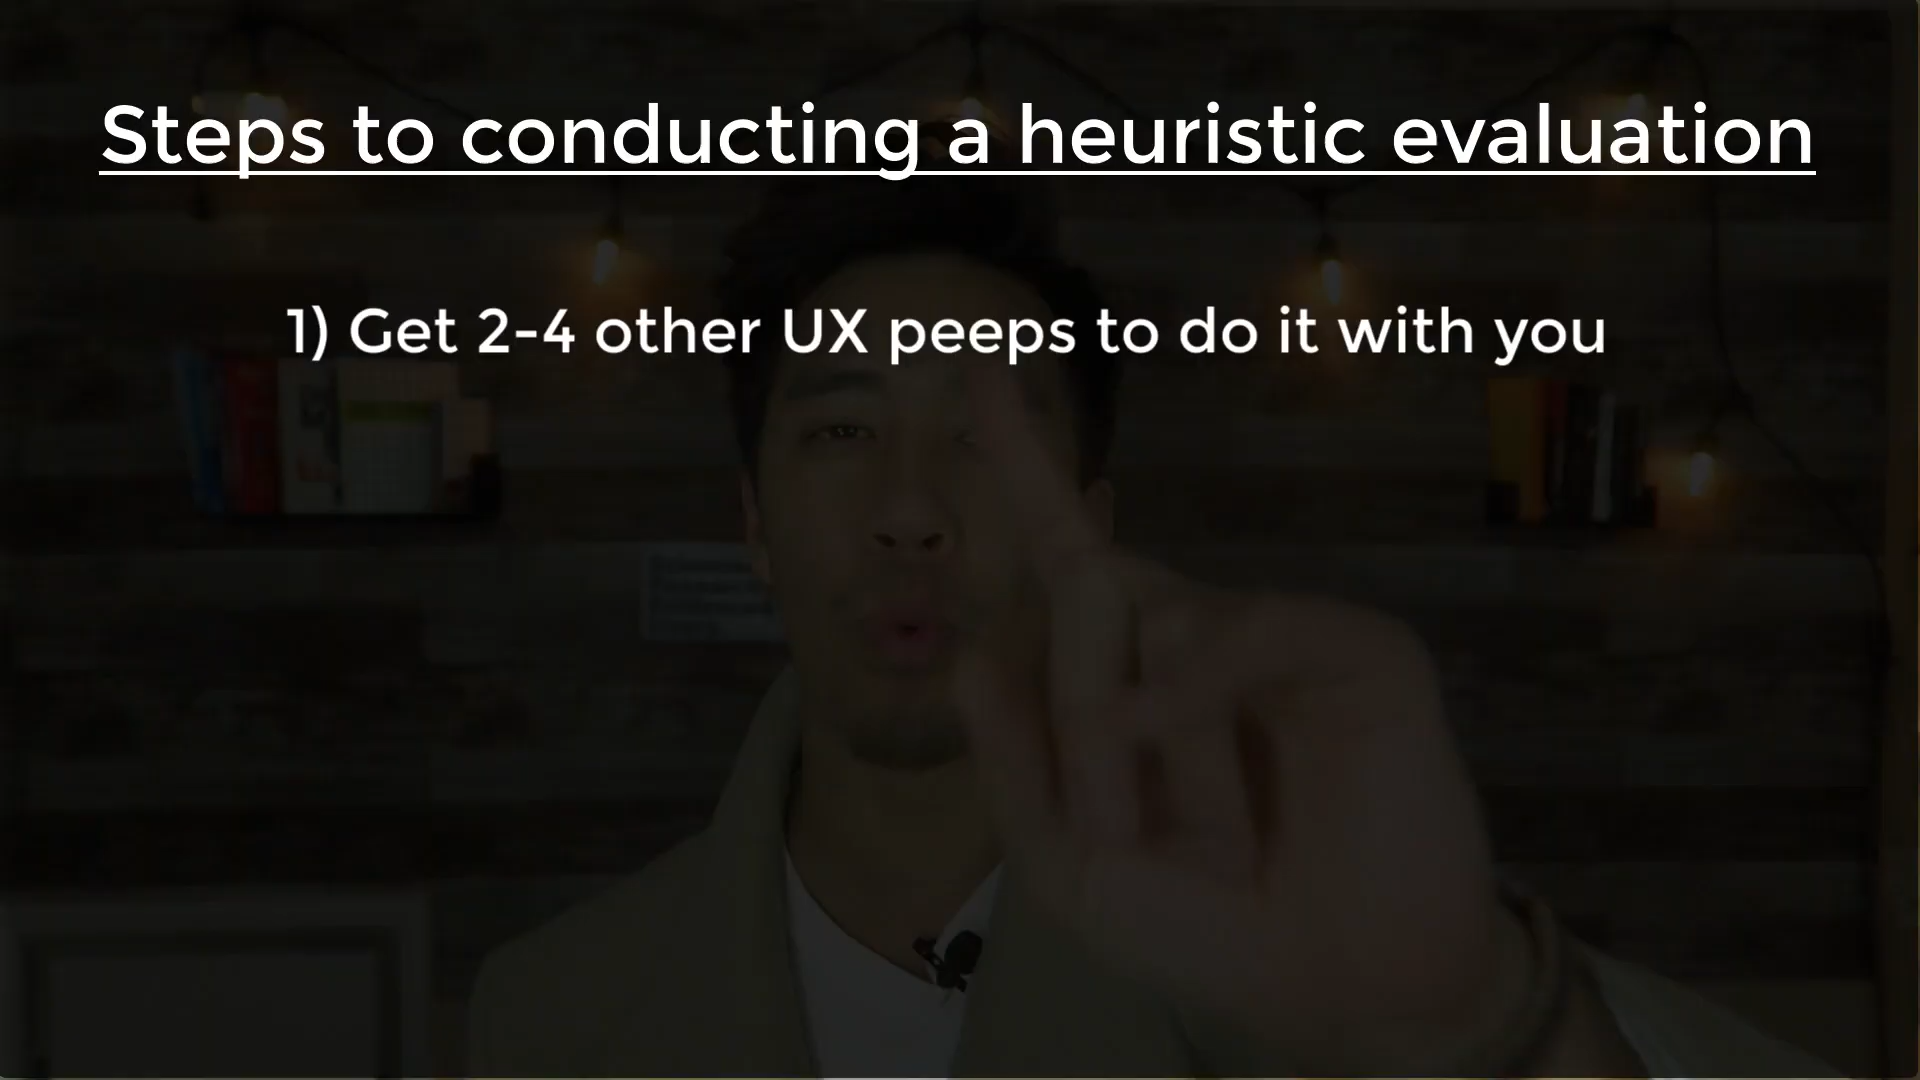 Steps to conducting a heuristic evaluation
1) Get 2-4 other UX peeps to do it with you